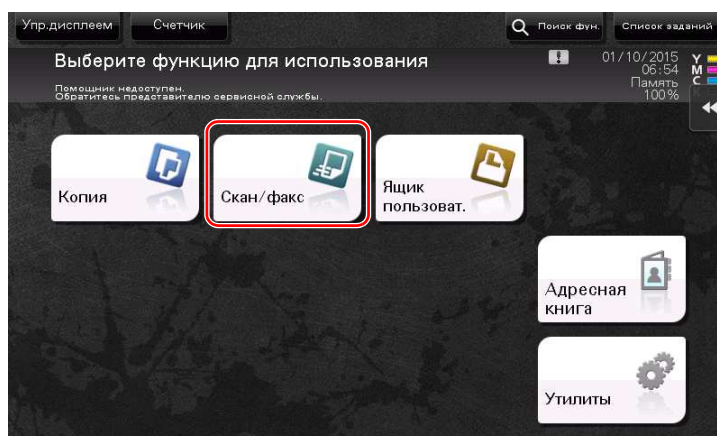 Упр.дисплеем Счетчик Поиск фун. Список заданий
Выберите функцию для использования
01/10/2015
06:54
Память
100%
Y
M
C
Помощник недоступен.
Обратитесь представителю сервисной службы.
Копия
Скан/факс
Ящик
пользоват.
Адресная
книга
Утилиты